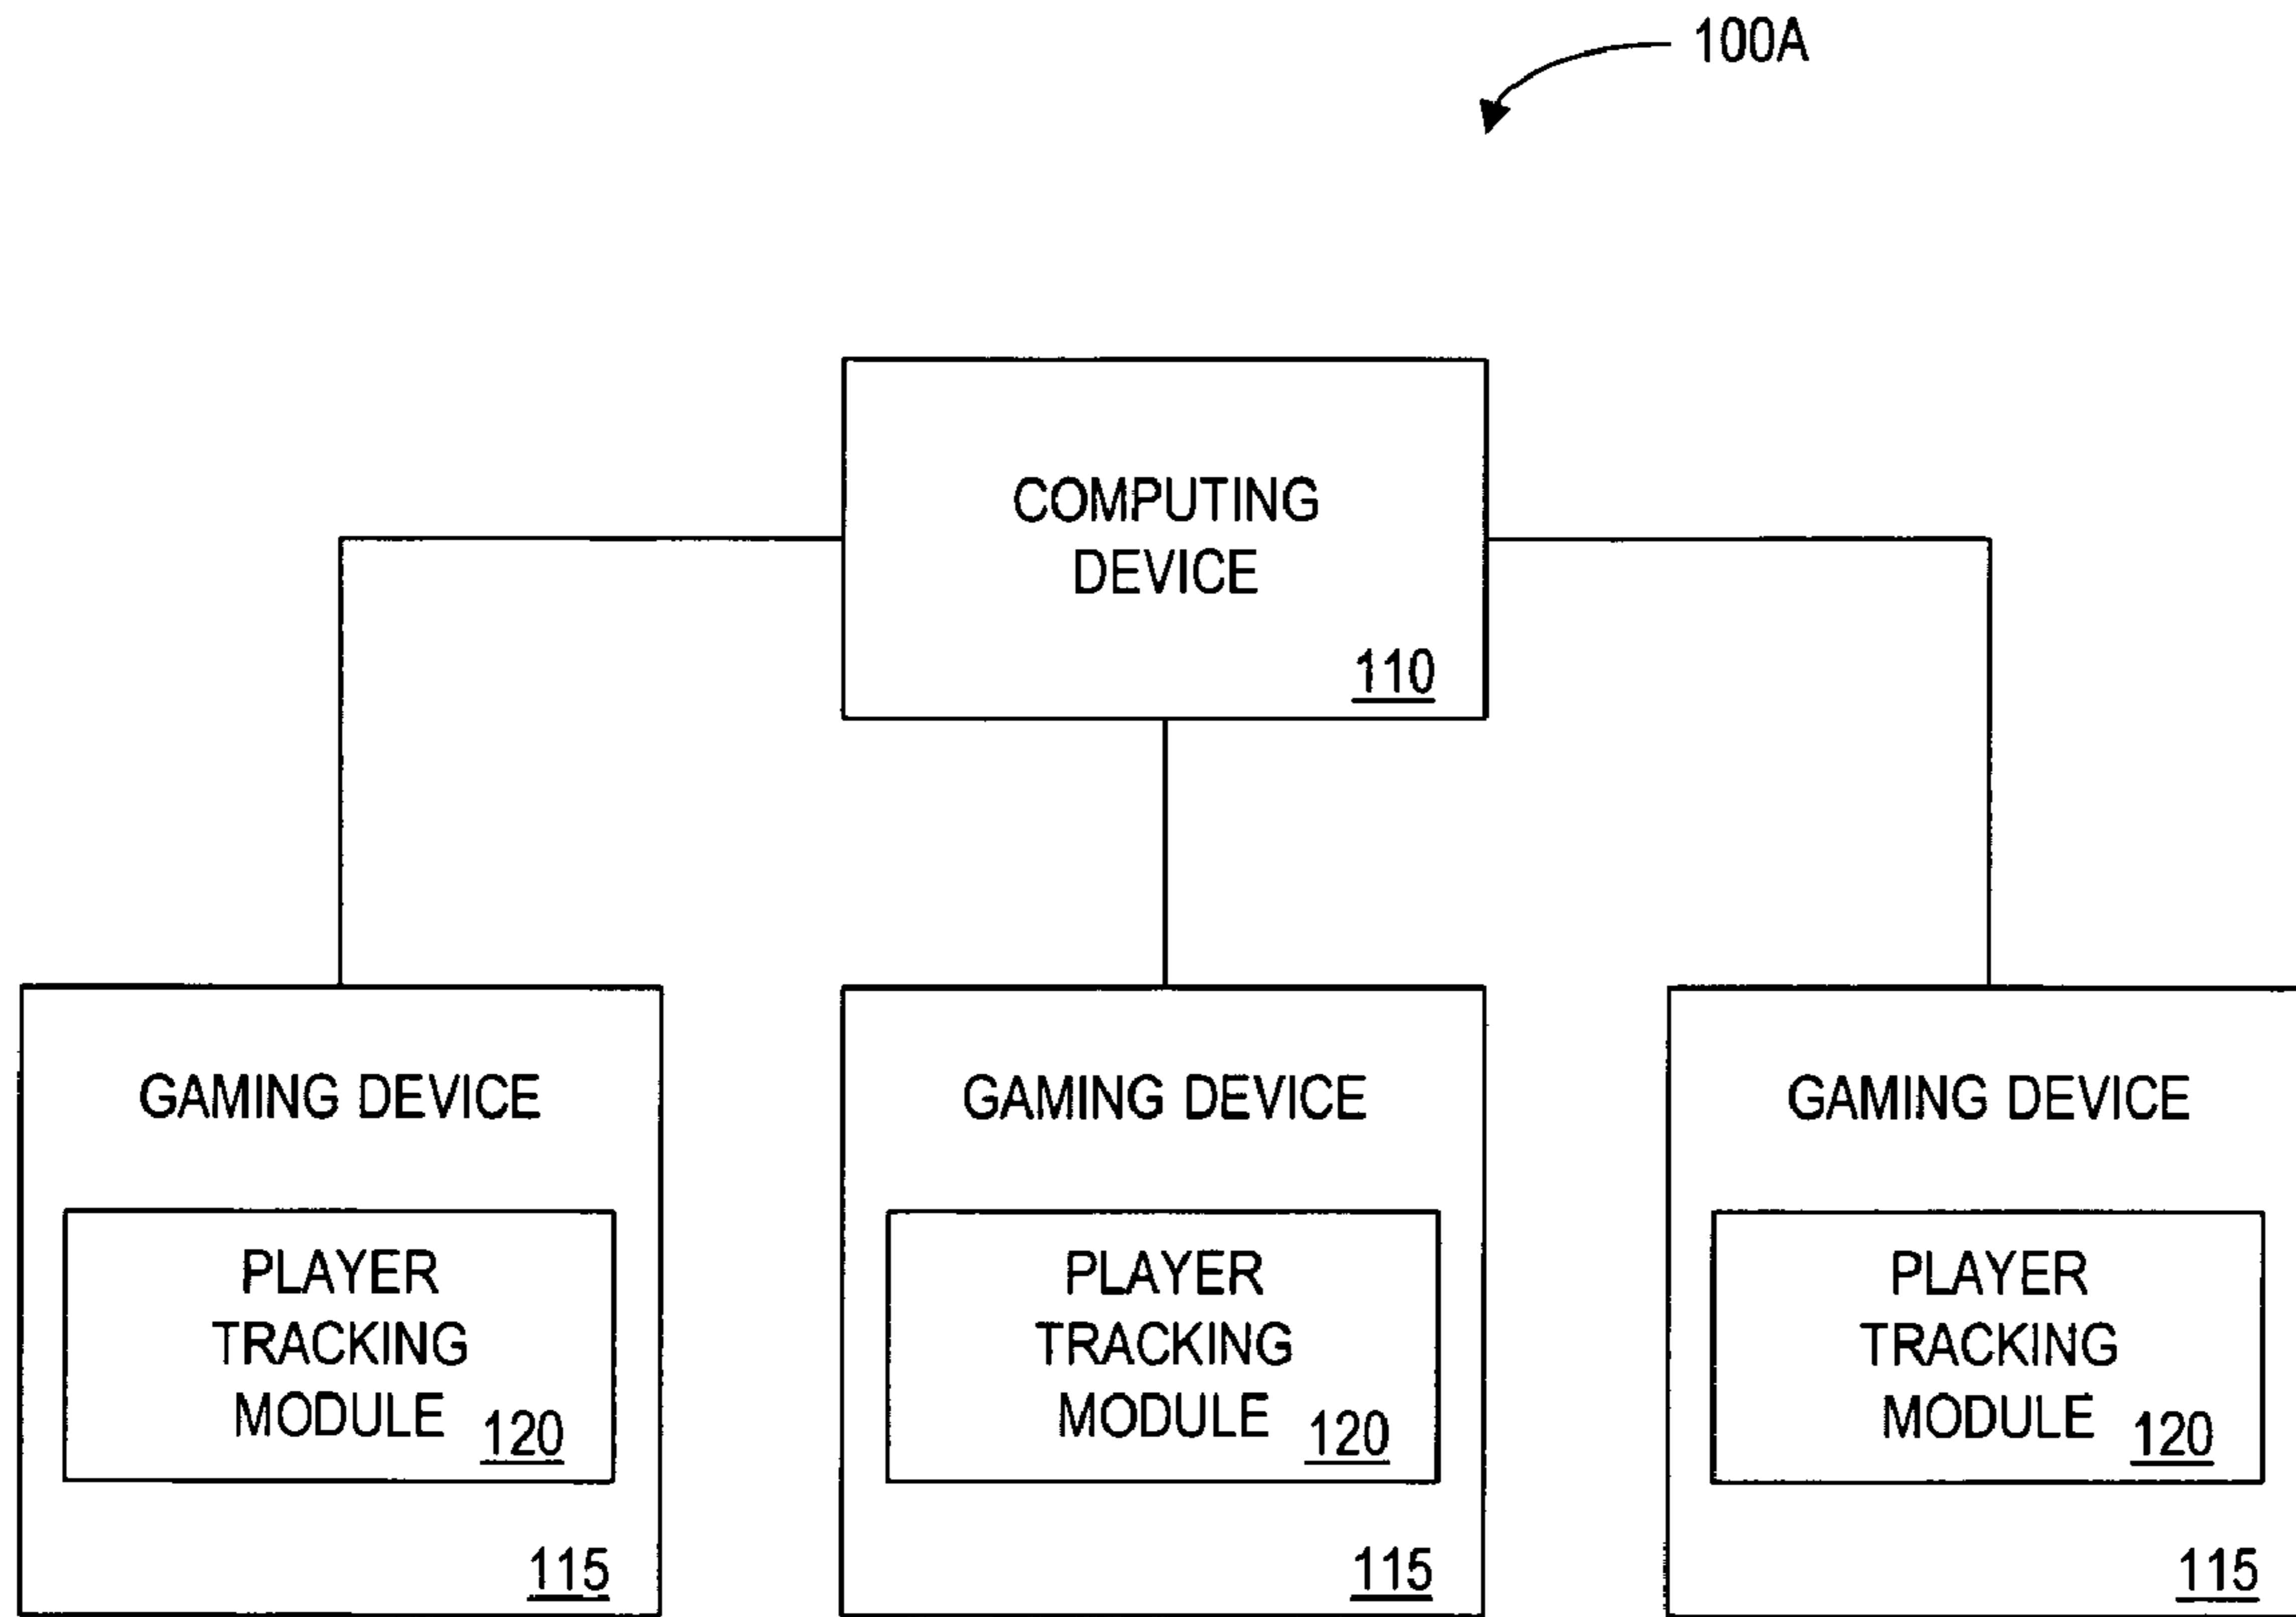 100A
COMPUTING
DEVICE
110
GAMING DEVICE
PLAYER
TRACKING
MODULE
120
115
GAMING DEVICE
PLAYER
TRACKING
MODULE
120
115
GAMING DEVICE
PLAYER
TRACKING
MODULE
120
115